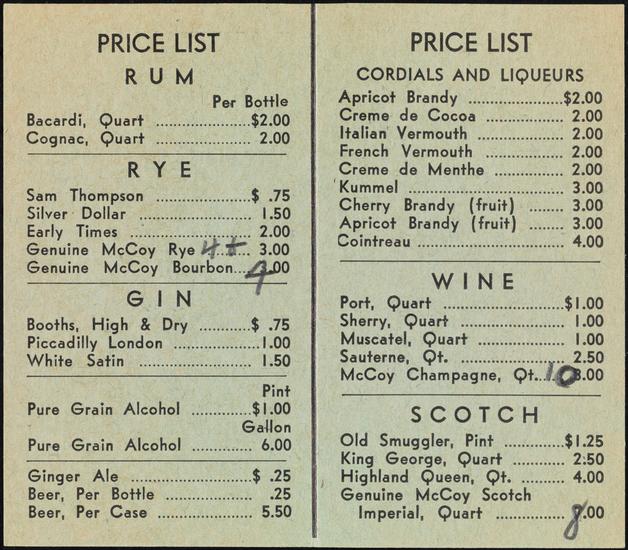 PRICE LIST
RUM
Per Bottle
Bacardi, Quart ..................$2.00
Cognac, Quart .................. 2.00
RYE
Sam Thompson ..................$ .75
Silver Dollar .................. 1.50
Early Times .................. 2.00
Genuine McCoy Rye 4 ........ 3.00
Genuine McCoy Bourbon... 4.00
GIN
Booths, High & Dry ..........$ .75
Piccadilly London ..............1.00
White Satin .................. 1.50
Pint
Pure Grain Alcohol ............$1.00
Gallon
Pure Grain Alcohol ............ 6.00
Ginger Ale ..................$ .25
Beer, Per Bottle .................. .25
Beer, Per Case .................. 5.50
PRICE LIST
CORDIALS AND LIQUEURS
Apricot Brandy ..................$2.00
Creme de Cocoa .................. 2.00
Italian Vermouth .................. 2.00
French Vermouth .................. 2.00
Creme de Menthe .................. 2.00
Kummel .................. 3.00
Cherry Brandy (fruit) ....... 3.00
Apricot Brandy (fruit) ....... 3.00
Cointreau .................. 4.00
WINE
Port, Quart ..................$1.00
Sherry, Quart .................. 1.00
Muscatel, Quart .................. 1.00
Sauterne, Qt. .................. 2.50
McCoy Champagne, Qt... 10 8.00
SCOTCH
Old Smuggler, Pint ..........$1.25
King George, Quart .......... 2:50
Highland Queen, Qt. .......... 4.00
Genuine McCoy Scotch
Imperial, Quart .............. 8.00